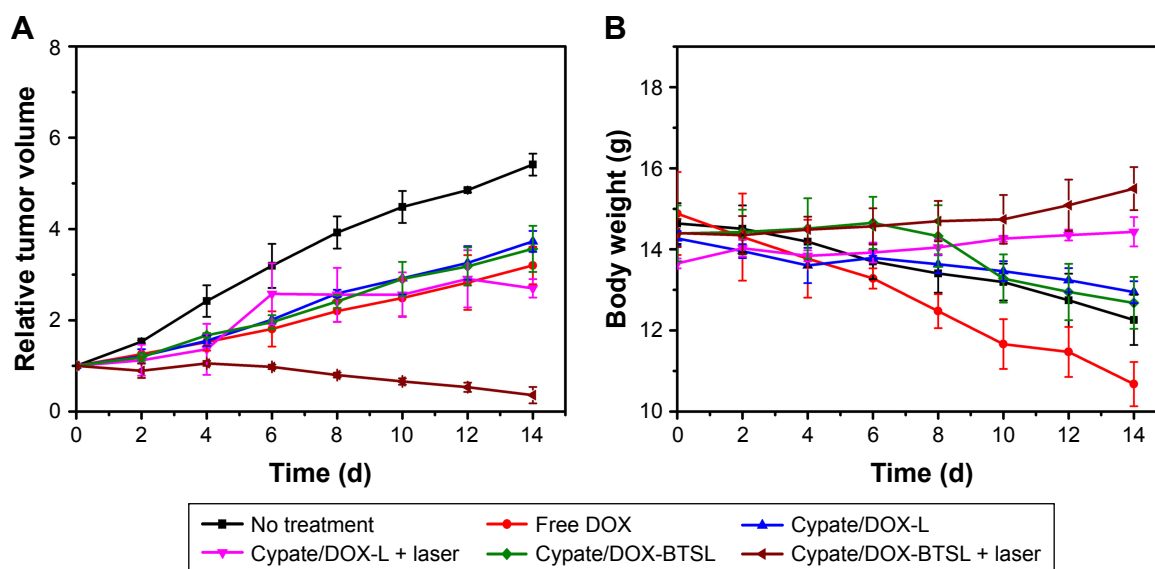 A
B
8
6
4
2
0
Relative tumor volume
0 2 4 6 8 10 12 14
Time (d)
18
16
14
12
10
Body weight (g)
0 2 4 6 8 10 12 14
Time (d)
No treatment Free DOX Cypate/DOX-L
Cypate/DOX-L + laser Cypate/DOX-BTSL Cypate/DOX-BTSL + laser